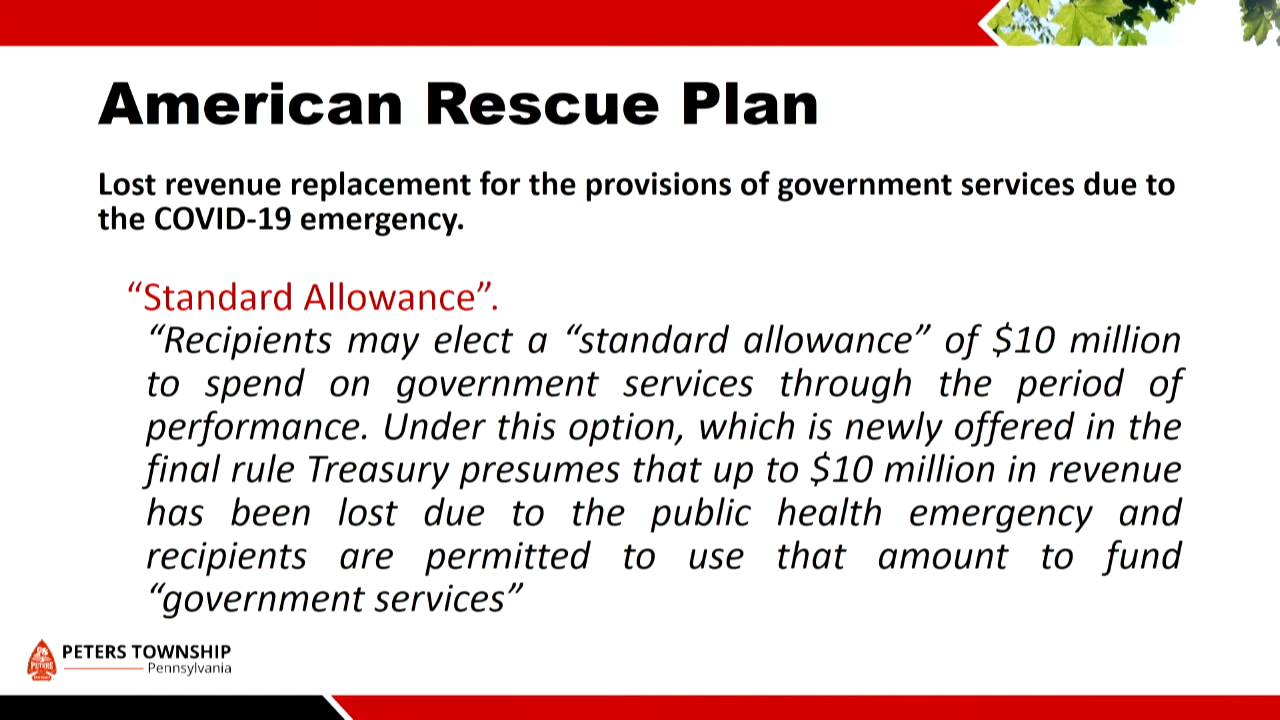 American Rescue Plan
Lost revenue replacement for the provisions of government services due to
the COVID-19 emergency.
“Standard Allowance”.
“Recipients may elect a “standard allowance” of $10 million
to spend on government services through the period of
performance. Under this option, which is newly offered in the
final rule Treasury presumes that up to $10 million in revenue
has been lost due to the public health emergency and
recipients are permitted to use that amount to fund
“government services”
PETERS TOWNSHIP
Pennsylvania